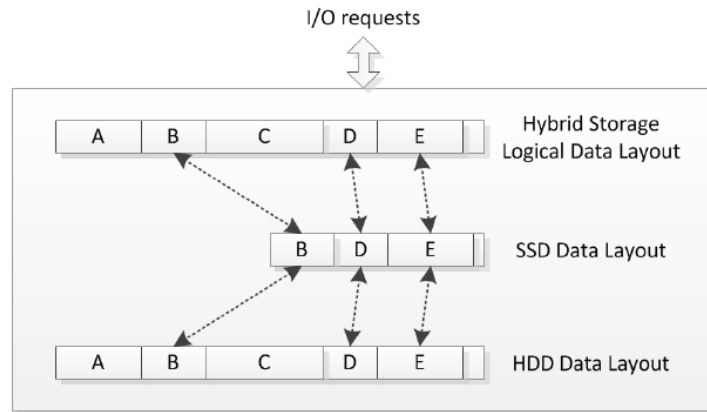 I/O requests
A B C D E
Hybrid Storage
Logical Data Layout
B D E
SSD Data Layout
A B C D E
HDD Data Layout